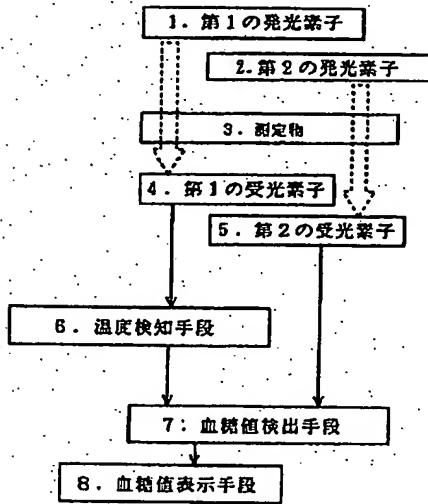 1. 第1の発光素子
2. 第2の発光素子
3. 測定物
4. 第1の受光素子
5. 第2の受光素子
6. 温度検知手段
7: 血糖値検出手段
8. 血糖値表示手段